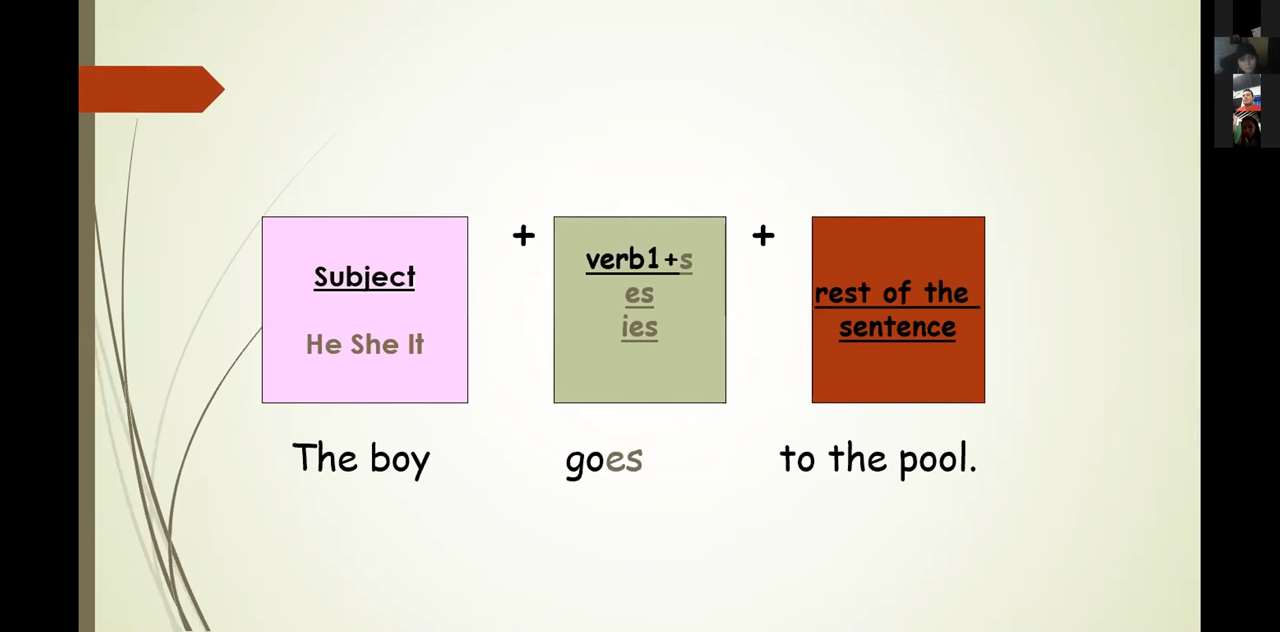 Subject
He She It
+
verb1+s
es
ies
+
rest of the
sentence
The boy goes to the pool.